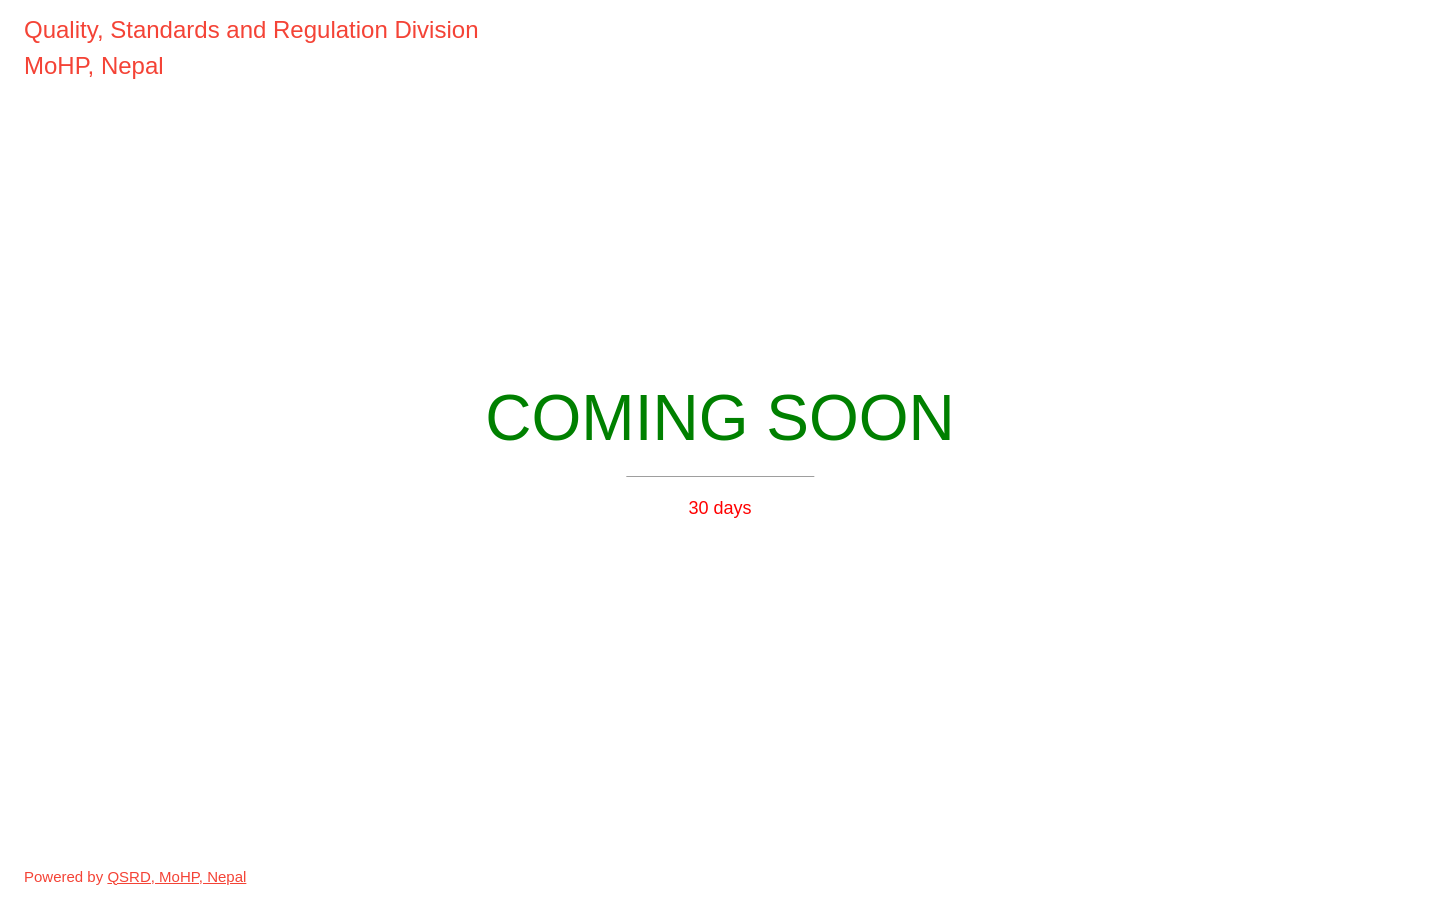 Quality, Standards and Regulation Division
MoHP, Nepal
COMING SOON
30 days
Powered by QSRD, MoHP, Nepal